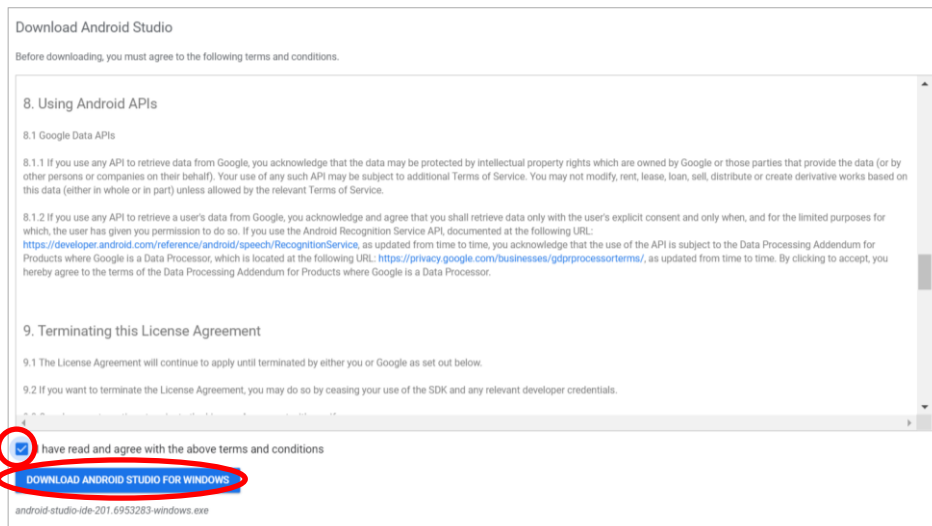 Download Android Studio
Before downloading, you must agree to the following terms and conditions.
8. Using Android APIs
8.1 Google Data APIs
8.1.1 If you use any API to retrieve data from Google, you acknowledge that the data may be protected by intellectual property rights which are owned by Google or those parties that provide the data (or by
other persons or companies on their behalf). Your use of any such API may be subject to additional Terms of Service. You may not modify, rent, lease, loan, sell, distribute or create derivative works based on
this data (either in whole or in part) unless allowed by the relevant Terms of Service.
8.1.2 If you use any API to retrieve a user's data from Google, you acknowledge and agree that you shall retrieve data only with the user's explicit consent and only when, and for the limited purposes for
which, the user has given you permission to do so. If you use the Android Recognition Service API, documented at the following URL:
https://developer.android.com/reference/android/speech/RecognitionService, as updated from time to time, you acknowledge that the use of the API is subject to the Data Processing Addendum for
Products where Google is a Data Processor, which is located at the following URL: https://privacy.google.com/businesses/gdprprocessorterms/, as updated from time to time. By clicking to accept, you
hereby agree to the terms of the Data Processing Addendum for Products where Google is a Data Processor.
9. Terminating this License Agreement
9.1 The License Agreement will continue to apply until terminated by either you or Google as set out below.
9.2 If you want to terminate the License Agreement, you may do so by ceasing your use of the SDK and any relevant developer credentials.
have read and agree with the above terms and conditions
DOWNLOAD ANDROID STUDIO FOR WINDOWS
android-studio-ide-201.6953283-windows.exe